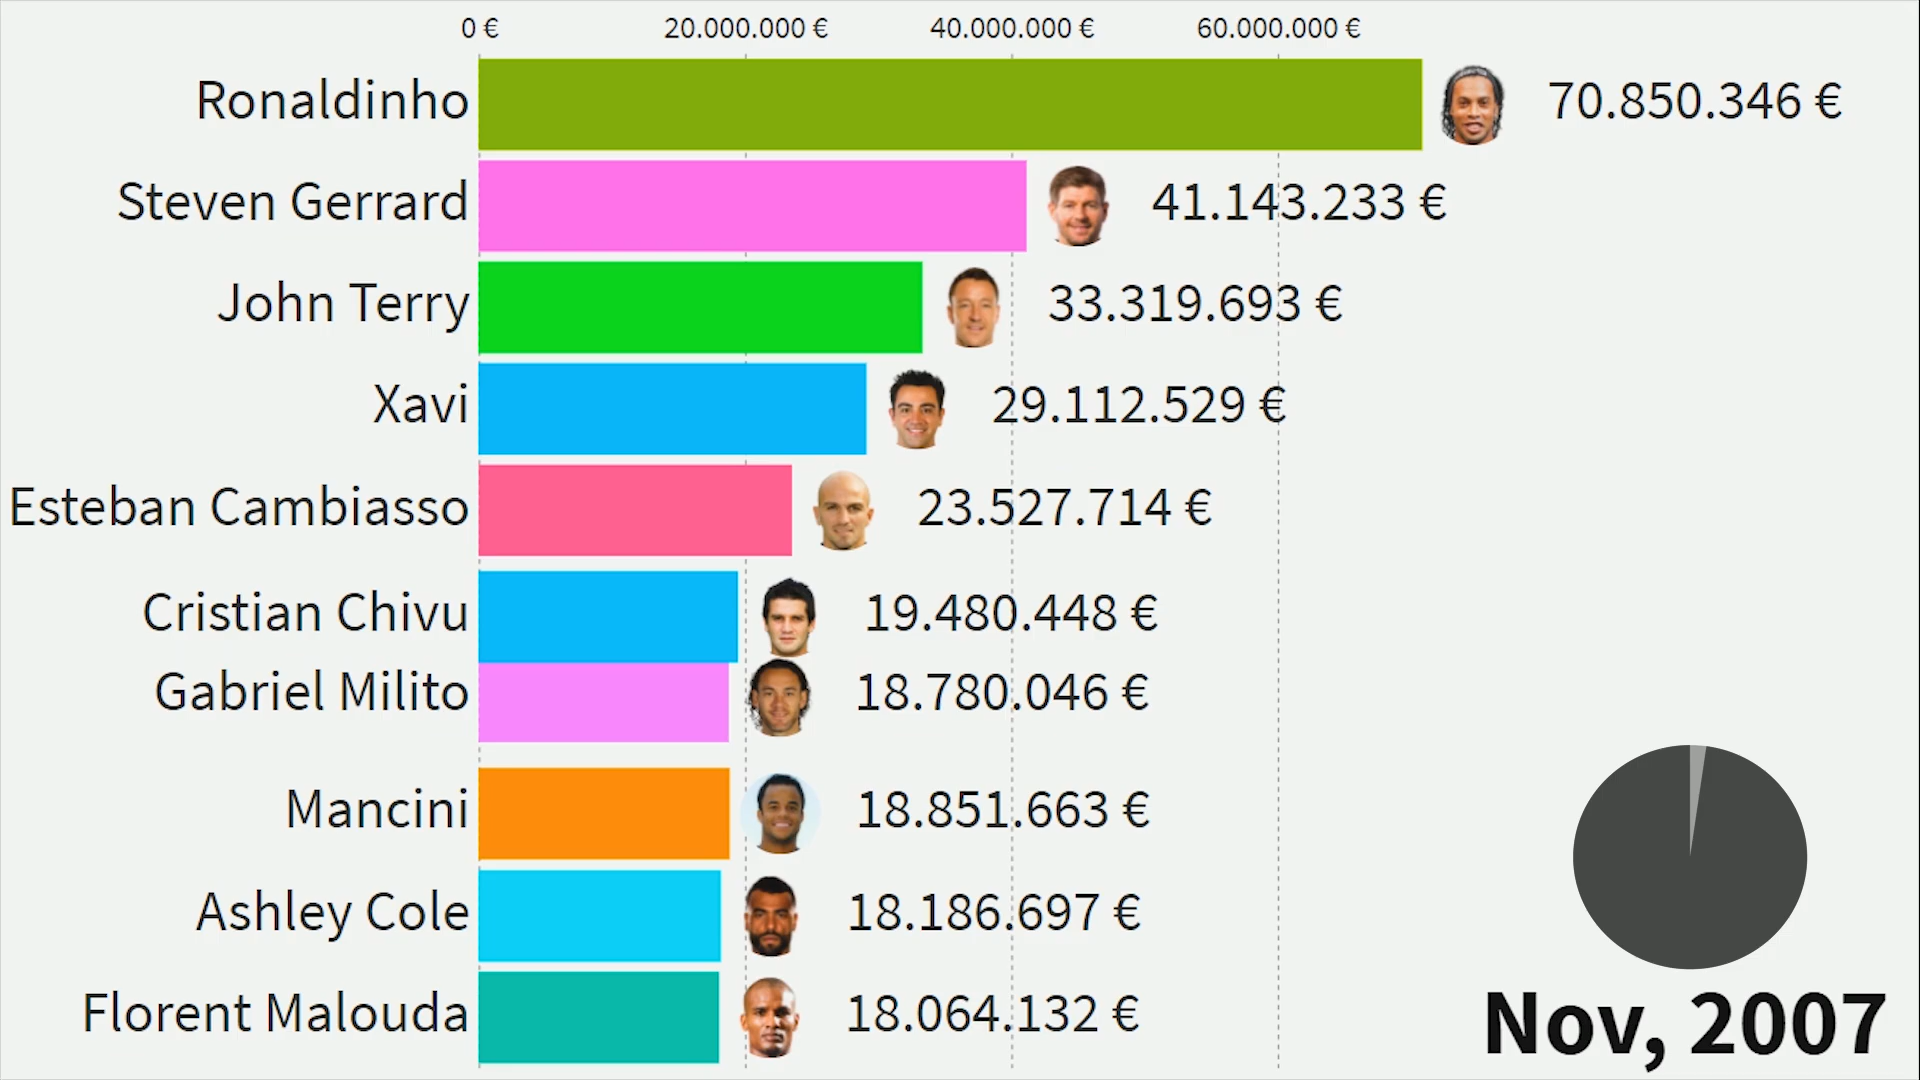 0 € 20.000.000 € 40.000.000 € 60.000.000 €
Ronaldinho 70.850.346 €
Steven Gerrard 41.143.233 €
John Terry 33.319.693 €
Xavi 29.112.529 €
Esteban Cambiasso 23.527.714 €
Cristian Chivu 19.480.448 €
Gabriel Milito 18.780.046 €
Mancini 18.851.663 €
Ashley Cole 18.186.697 €
Florent Malouda 18.064.132 €
Nov, 2007